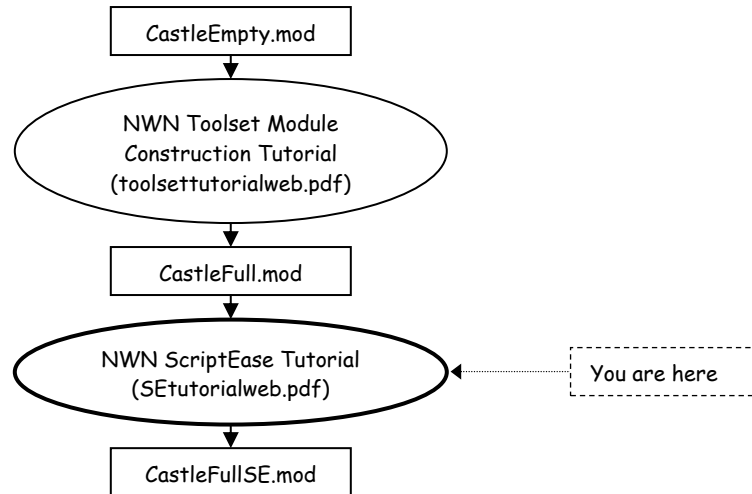 CastleEmpty.mod
NWN Toolset Module
Construction Tutorial
(toolsettutorialweb.pdf)
CastleFull.mod
NWN ScriptEase Tutorial
(SEtutorialweb.pdf)
You are here
CastleFullSE.mod